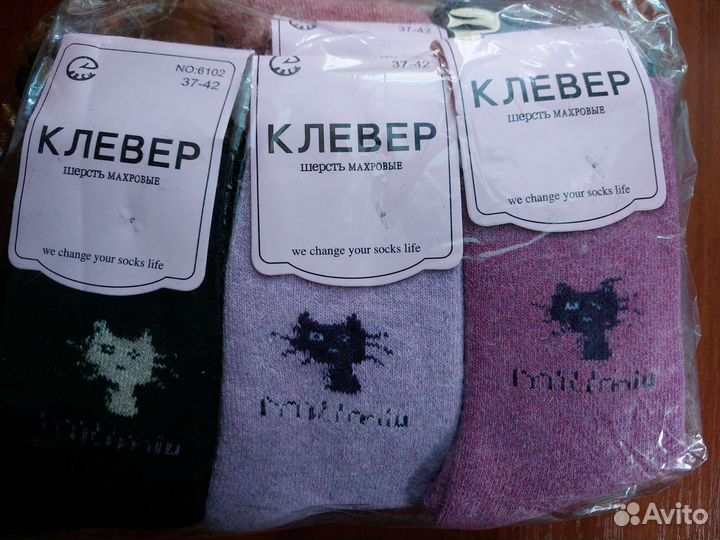 37-42
NO:6102
37-42
КЛЕВЕР
шерсть МАХРОВЫЕ
we change your socks life
КЛЕВЕР
шерсть МАХРОВЫЕ
we change your socks life
КЛЕВЕР
шерсть МАХРОВЫЕ
we change your socks life
Avito